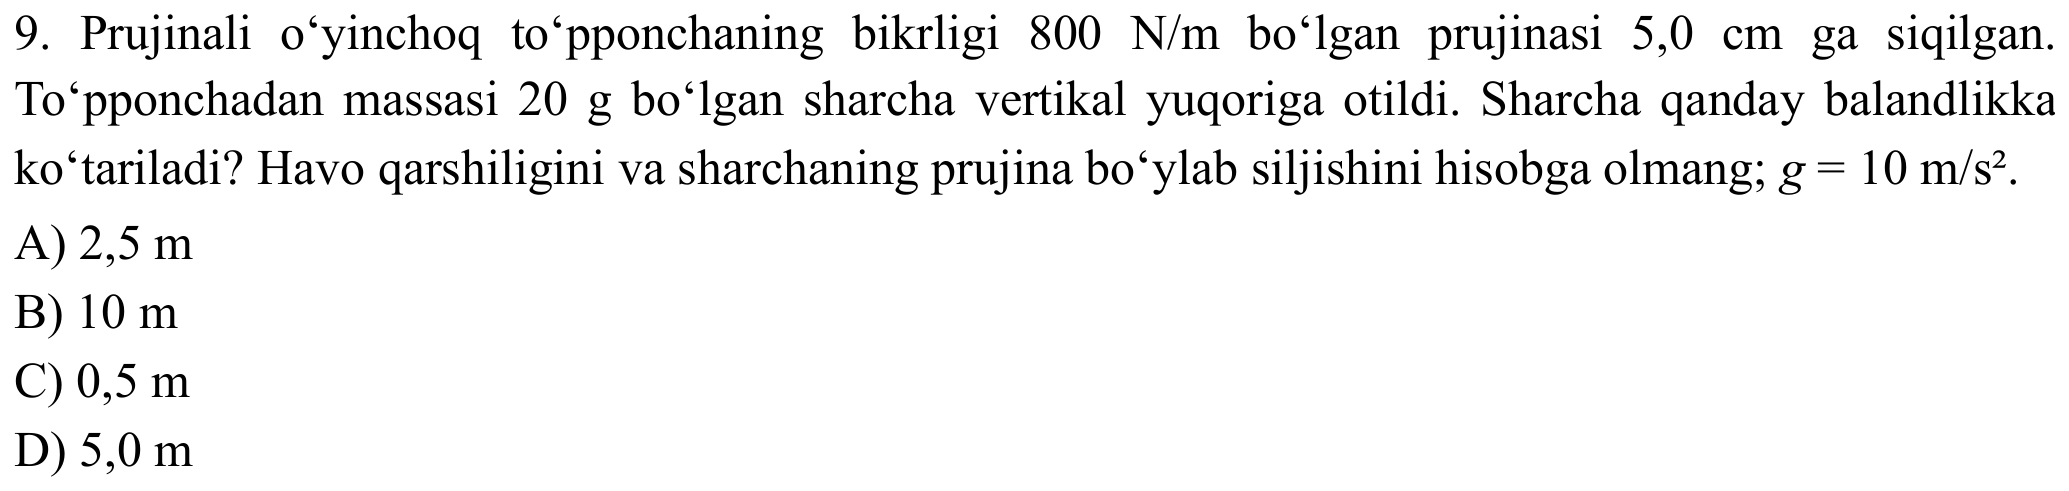 9. Prujinali o‘yinchoq to‘pponchaning bikrligi 800 N/m bo‘lgan prujinasi 5,0 cm ga siqilgan.
To‘pponchadan massasi 20 g bo‘lgan sharcha vertikal yuqoriga otildi. Sharcha qanday balandlikka
ko‘tariladi? Havo qarshiligini va sharchaning prujina bo‘ylab siljishini hisobga olmang; g = 10 m/s².
A) 2,5 m
B) 10 m
C) 0,5 m
D) 5,0 m